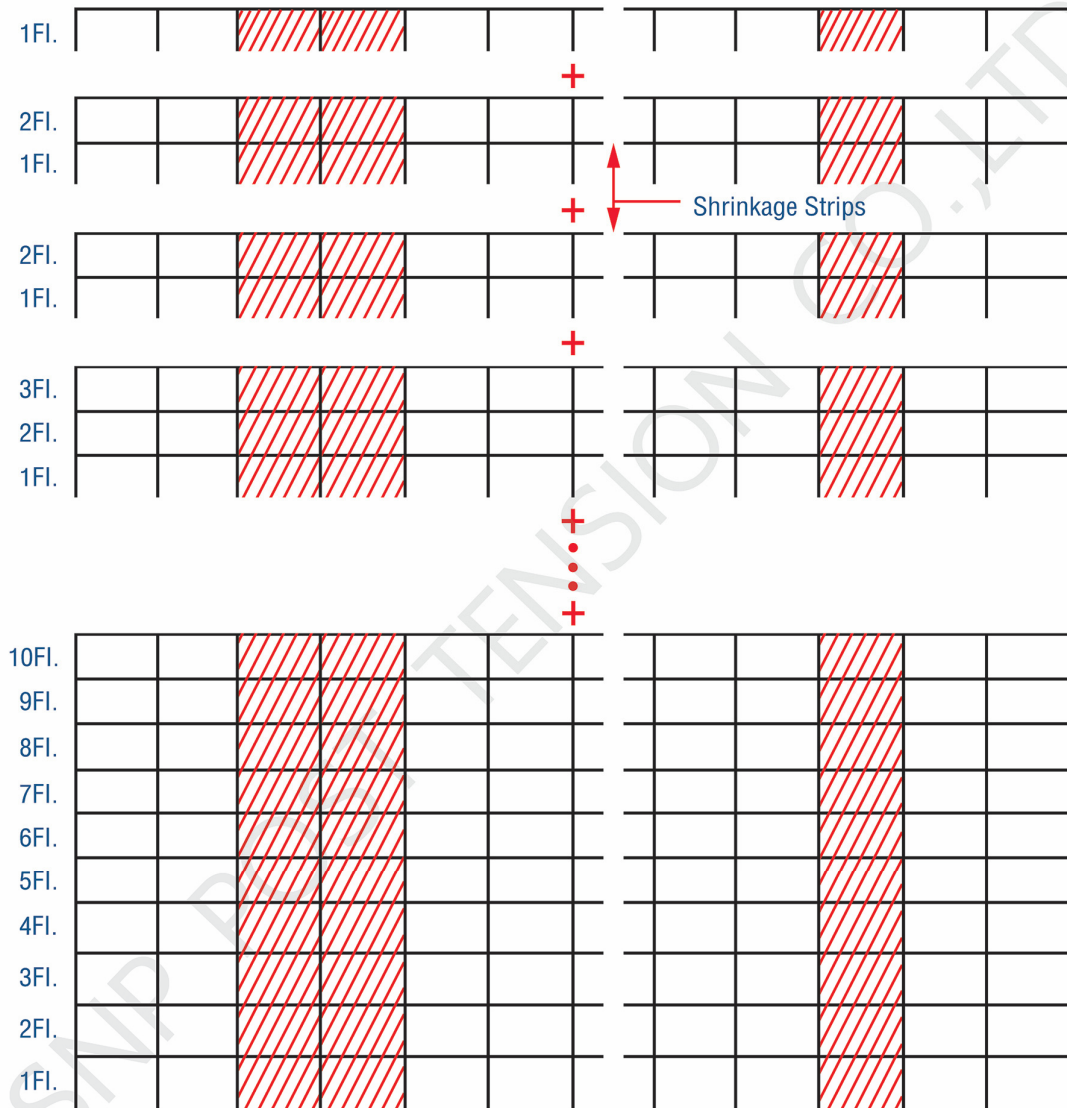 1Fl.
+
2Fl.
1Fl.
Shrinkage Strips
+
2Fl.
1Fl.
+
3Fl.
2Fl.
1Fl.
+
+
10Fl.
9Fl.
8Fl.
7Fl.
6Fl.
5Fl.
4Fl.
3Fl.
2Fl.
1Fl.
SNP POST TENSION CO.,LTD